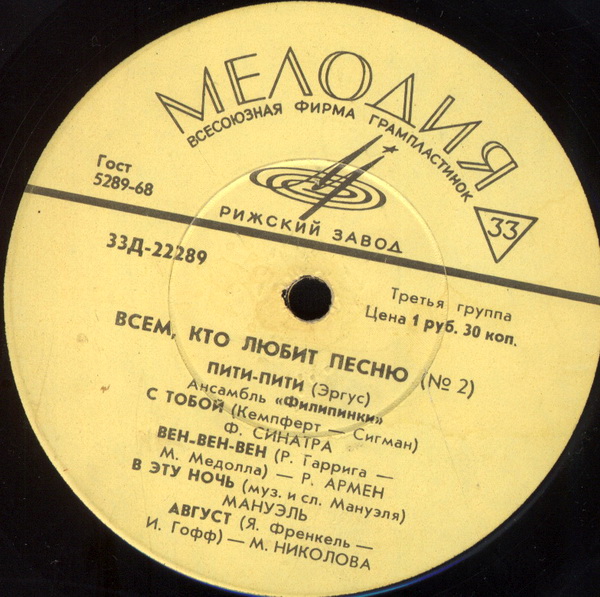 МЕЛОДИЯ
ВСЕСОЮЗНАЯ ФИРМА ГРАМПЛАСТИНОК
Гост
5289-68
РИЖСКИЙ ЗАВОД
33
33Д-22289
Третья группа
Цена 1 руб. 30 коп.
ВСЕМ, КТО ЛЮБИТ ПЕСНЮ (№ 2)
ПИТИ-ПИТИ (Эргус)
Ансамбль «Филипинки»
С ТОБОЙ (Кемпферт — Сигман)
Ф. СИНАТРА
ВЕН-ВЕН-ВЕН (Р. Гаррига —
М. Медолла) — Р. АРМЕН
В ЭТУ НОЧЬ (муз. и сл. Мануэля)
МАНУЭЛЬ
АВГУСТ (Я. Френкель —
И. Гофф) — М. НИКОЛОВА